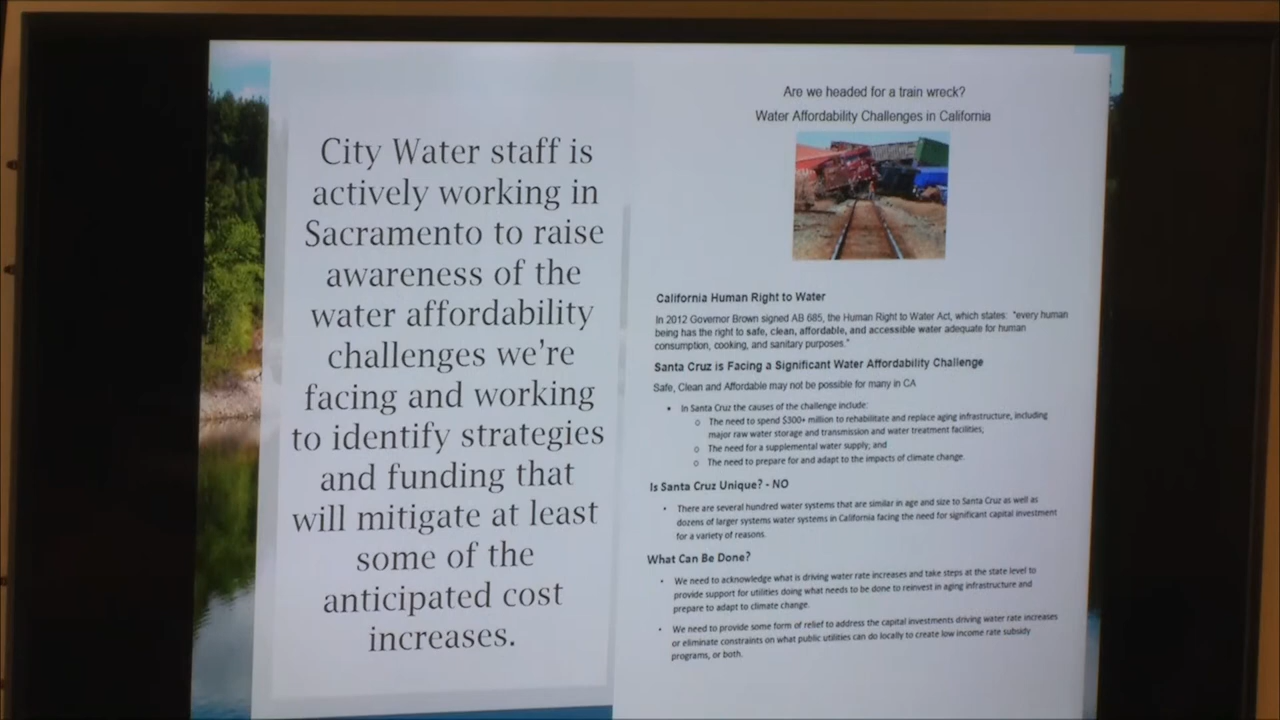 City Water staff is
actively working in
Sacramento to raise
awareness of the
water affordability
challenges we're
facing and working
to identify strategies
and funding that
will mitigate at least
some of the
anticipated cost
increases.
Are we headed for a train wreck?
Water Affordability Challenges in California
California Human Right to Water
In 2012 Governor Brown signed AB 685, the Human Right to Water Act, which states: "every human
being has the right to safe, clean, affordable, and accessible water adequate for human
consumption, cooking, and sanitary purposes."
Santa Cruz is Facing a Significant Water Affordability Challenge
Safe, Clean and Affordable may not be possible for many in CA
• In Santa Cruz the causes of the challenge include:
o The need to spend $300+ million to rehabilitate and replace aging infrastructure, including
major raw water storage and transmission and water treatment facilities;
o The need for a supplemental water supply; and
o The need to prepare for and adapt to the impacts of climate change.
Is Santa Cruz Unique? - NO
• There are several hundred water systems that are similar in age and size to Santa Cruz as well as
dozens of larger systems water systems in California facing the need for significant capital investment
for a variety of reasons.
What Can Be Done?
• We need to acknowledge what is driving water rate increases and take steps at the state level to
provide support for utilities doing what needs to be done to reinvest in aging infrastructure and
prepare to adapt to climate change.
• We need to provide some form of relief to address the capital investments driving water rate increases
or eliminate constraints on what public utilities can do locally to create low income rate subsidy
programs, or both.